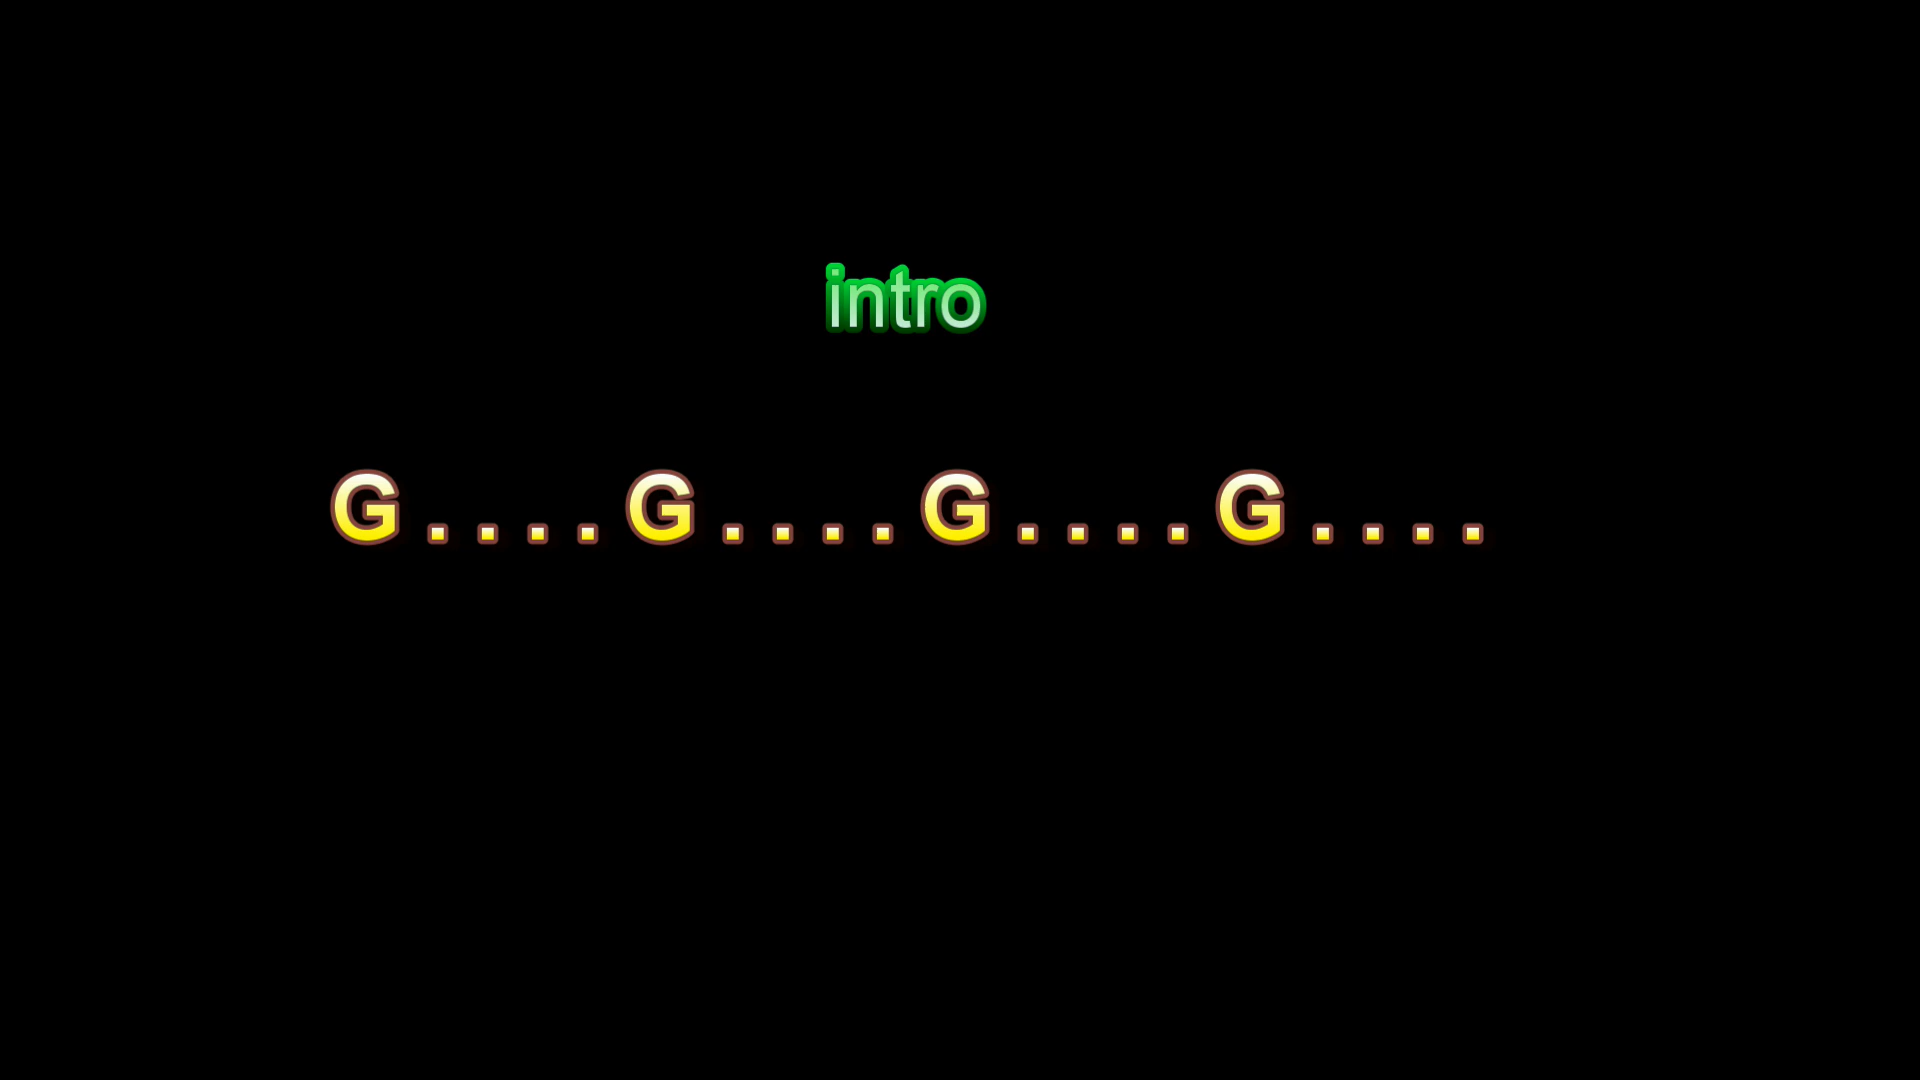 intro
G . . . . G . . . . G . . . . G . . . .